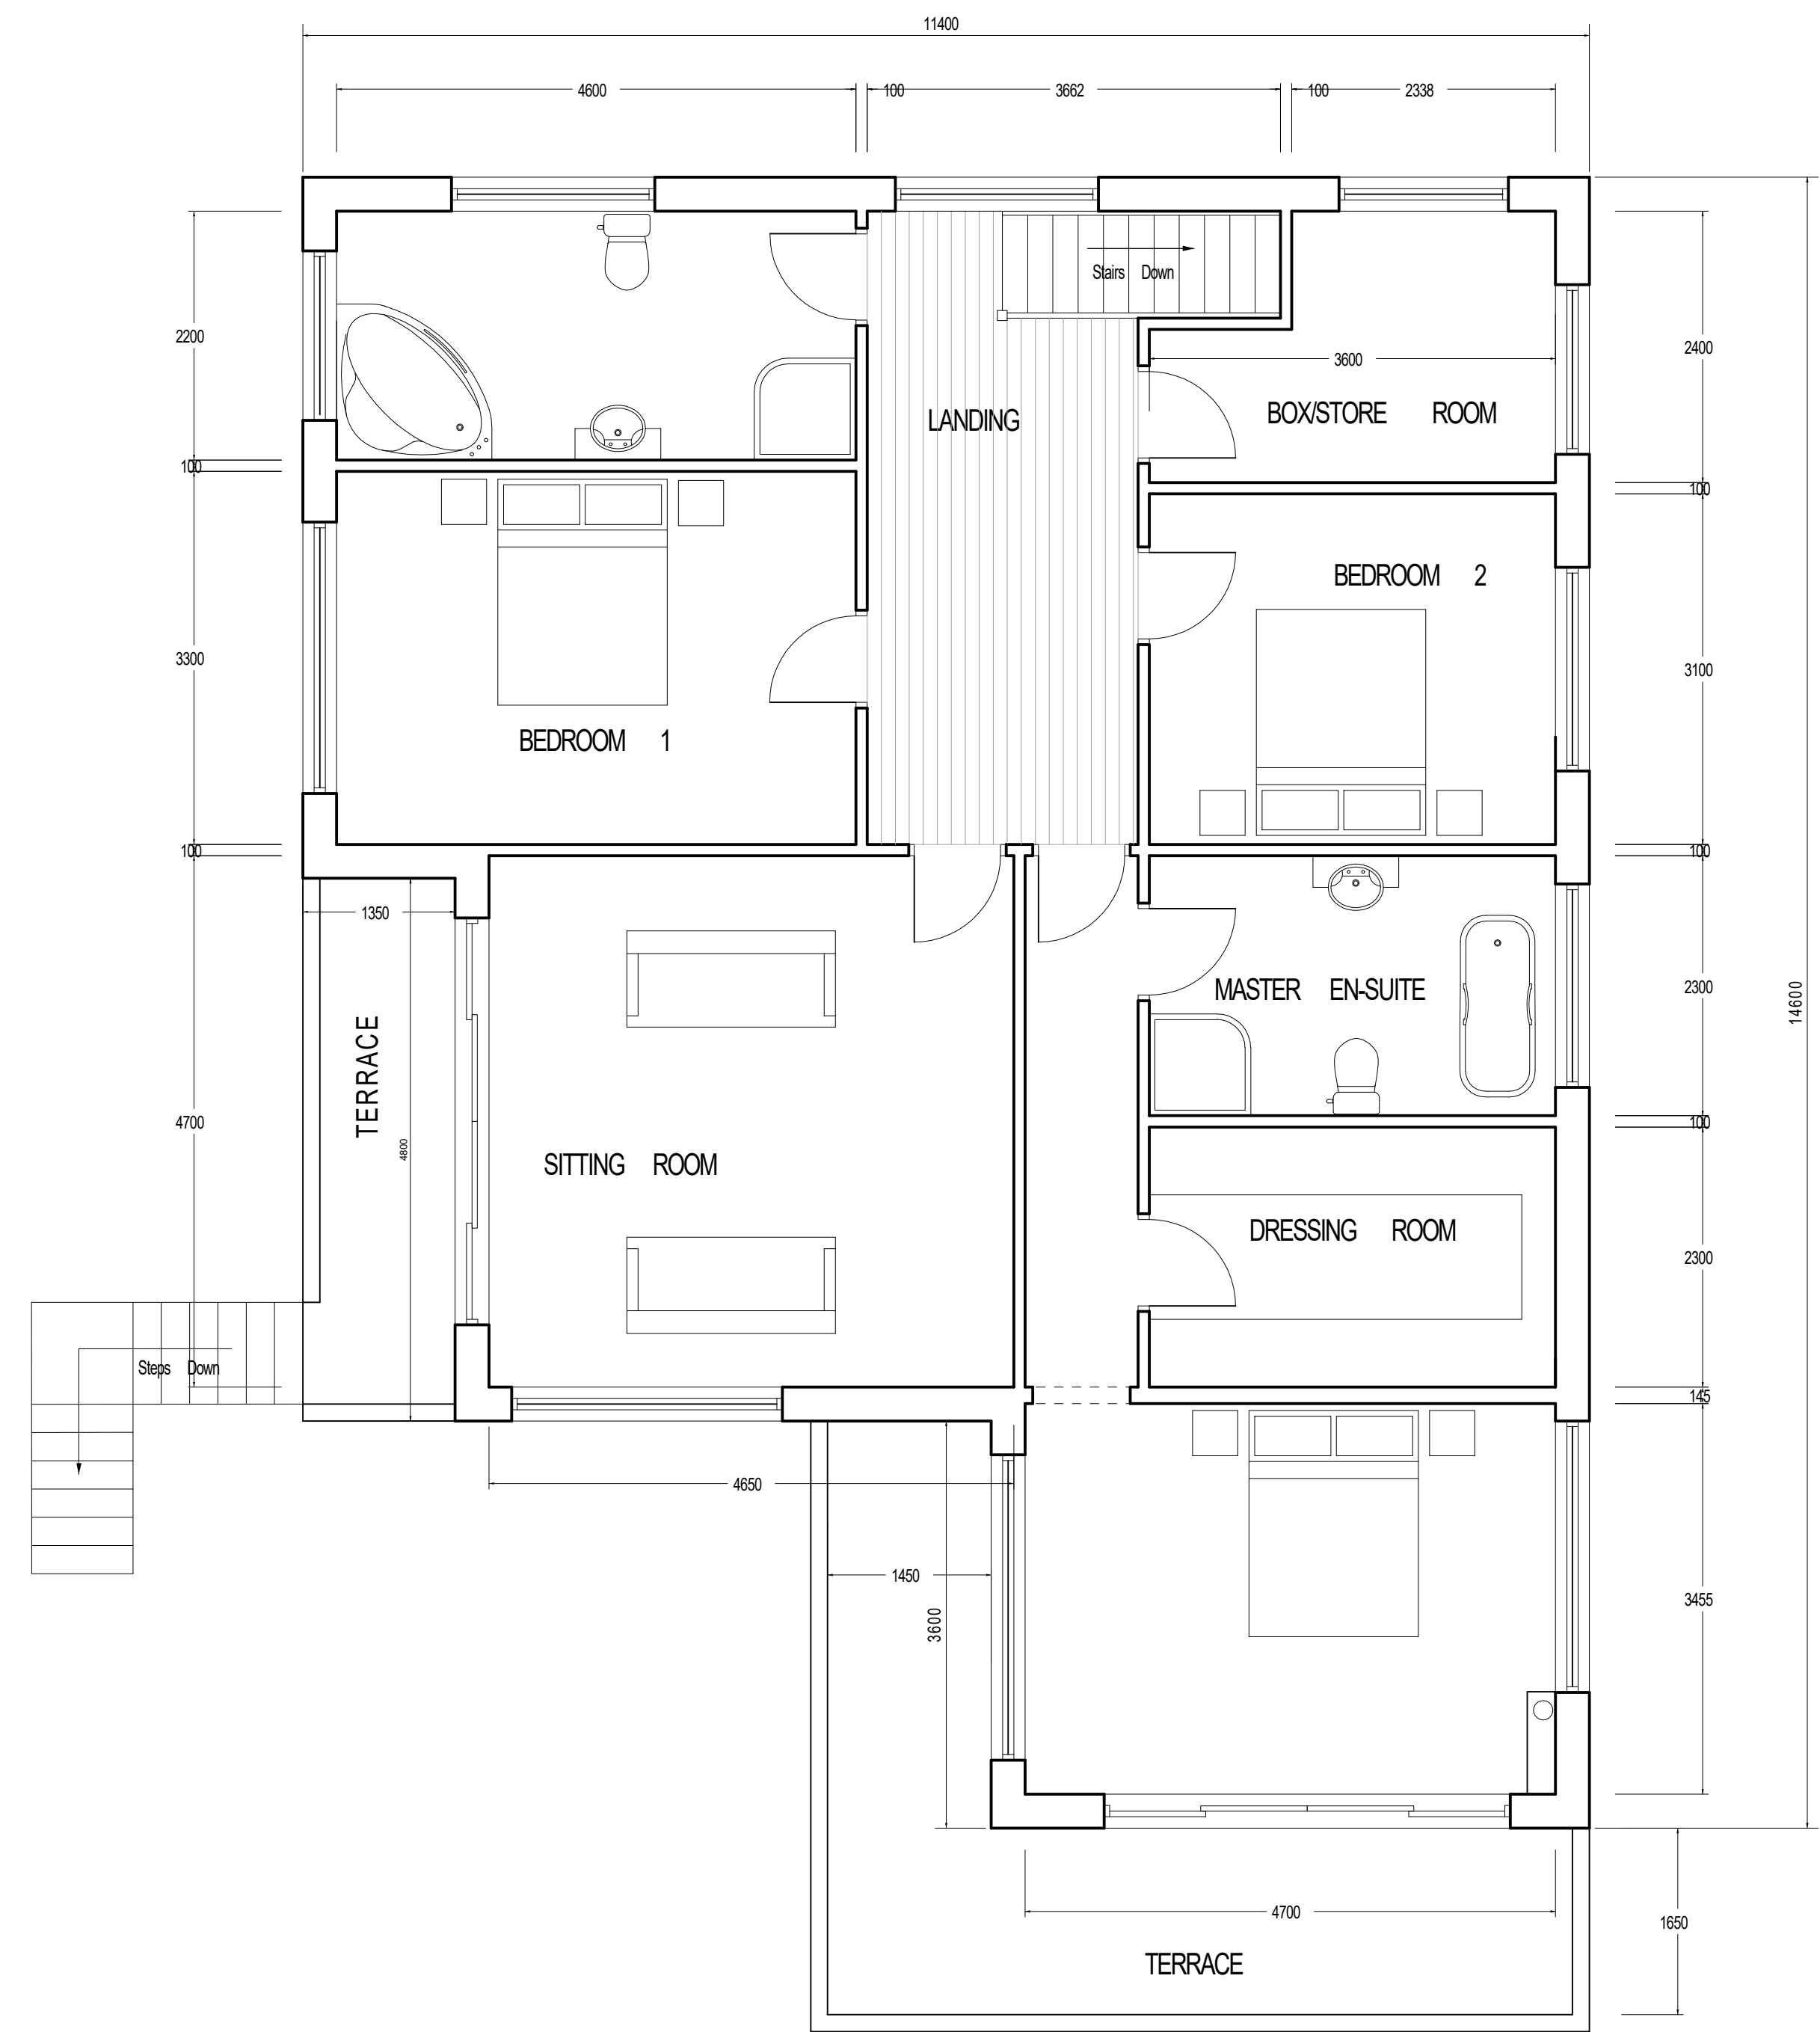 11400
4600
100
3662
100
2338
Stairs Down
2200
3600
2400
LANDING
BOX/STORE ROOM
100
100
BEDROOM 2
3300
3100
BEDROOM 1
100
100
1350
MASTER EN-SUITE
2300
14600
TERRACE
4700
4800
100
SITTING ROOM
DRESSING ROOM
2300
Steps Down
145
4650
1450
3600
3455
4700
1650
TERRACE